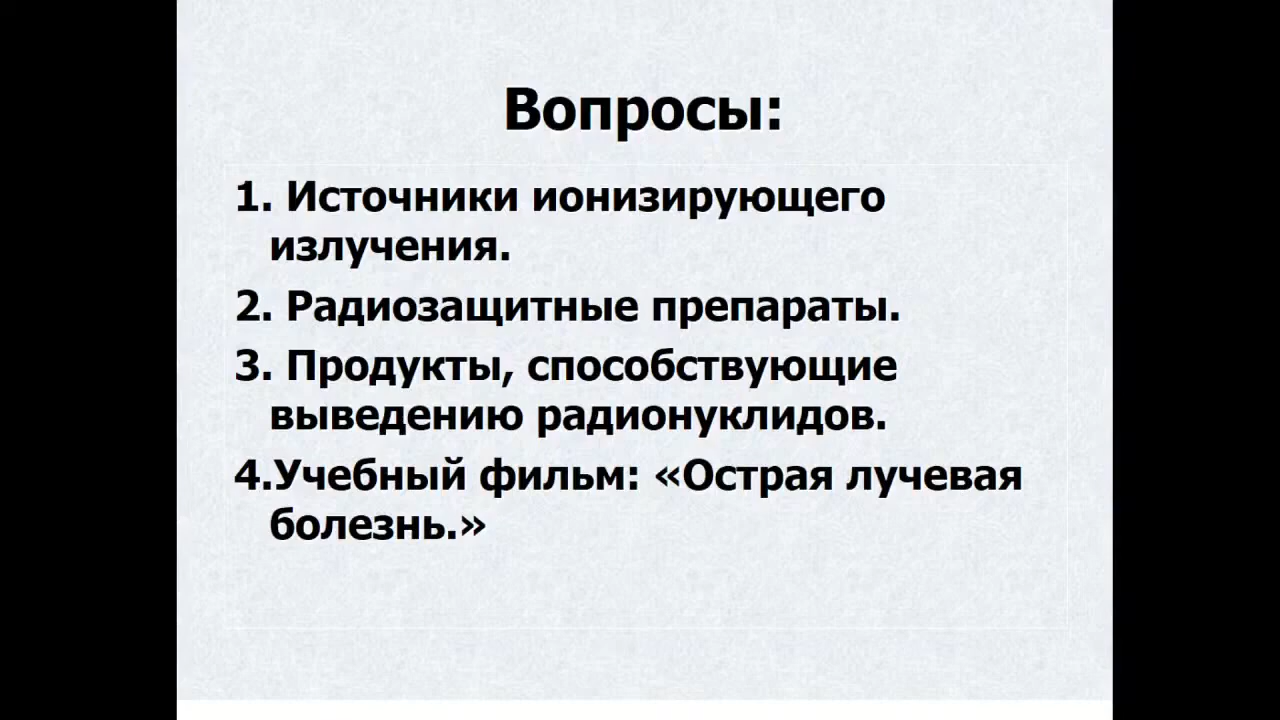 Вопросы:
1. Источники ионизирующего
излучения.
2. Радиозащитные препараты.
3. Продукты, способствующие
выведению радионуклидов.
4.Учебный фильм: «Острая лучевая
болезнь.»